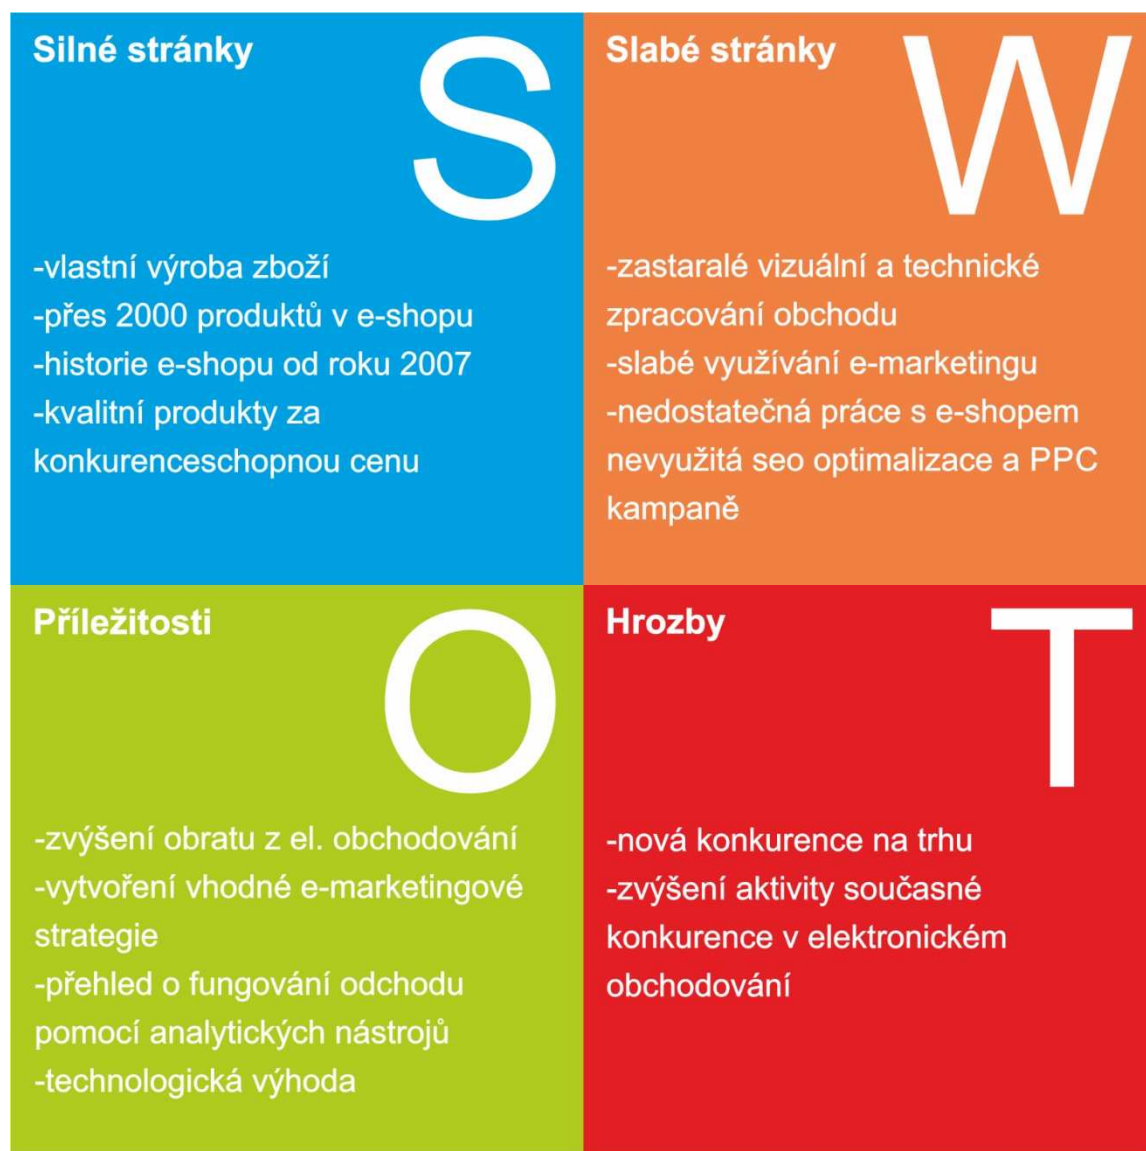 Silné stránky
S
-vlastní výroba zboží
-přes 2000 produktů v e-shopu
-historie e-shopu od roku 2007
-kvalitní produkty za
konkurenceschopnou cenu
Slabé stránky
W
-zastaralé vizuální a technické
zpracování obchodu
-slabé využívání e-marketingu
-nedostatečná práce s e-shopem
nevyužitá seo optimalizace a PPC
kampaně
Příležitosti
O
-zvýšení obratu z el. obchodování
-vytvoření vhodné e-marketingové
strategie
-přehled o fungování odchodu
pomocí analytických nástrojů
-technologická výhoda
Hrozby
T
-nová konkurence na trhu
-zvýšení aktivity současné
konkurence v elektronickém
obchodování